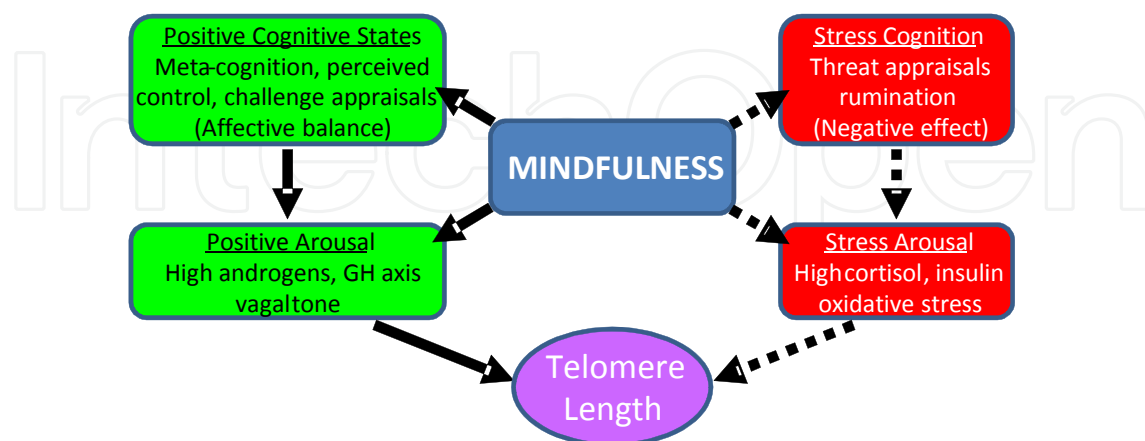 Positive Cognitive States
Meta-cognition, perceived
control, challenge appraisals
(Affective balance)
Stress Cognition
Threat appraisals
rumination
(Negative effect)
MINDFULNESS
Positive Arousal
High androgens, GH axis
vagaltone
Stress Arousal
Highcortisol, insulin
oxidative stress
Telomere
Length
IntechOpen